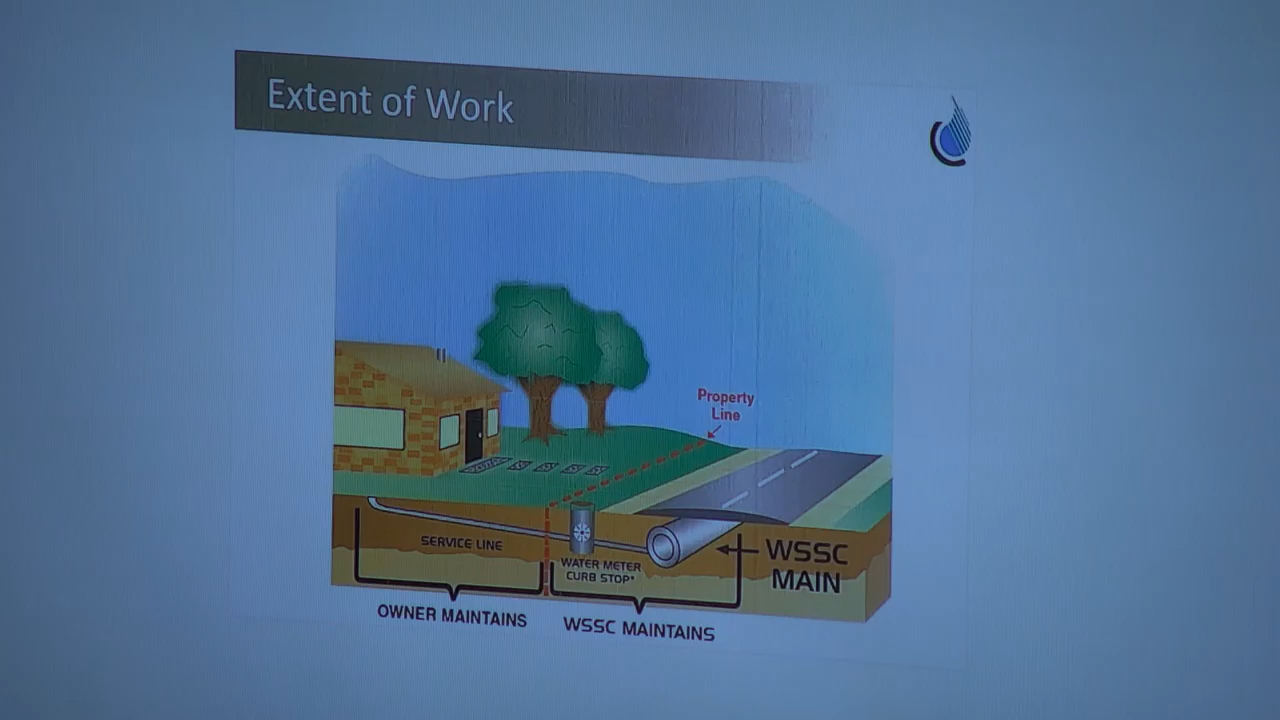 Extent of Work
Property
Line
SERVICE LINE
WATER METER
CURB STOP*
WSSC
MAIN
OWNER MAINTAINS
WSSC MAINTAINS